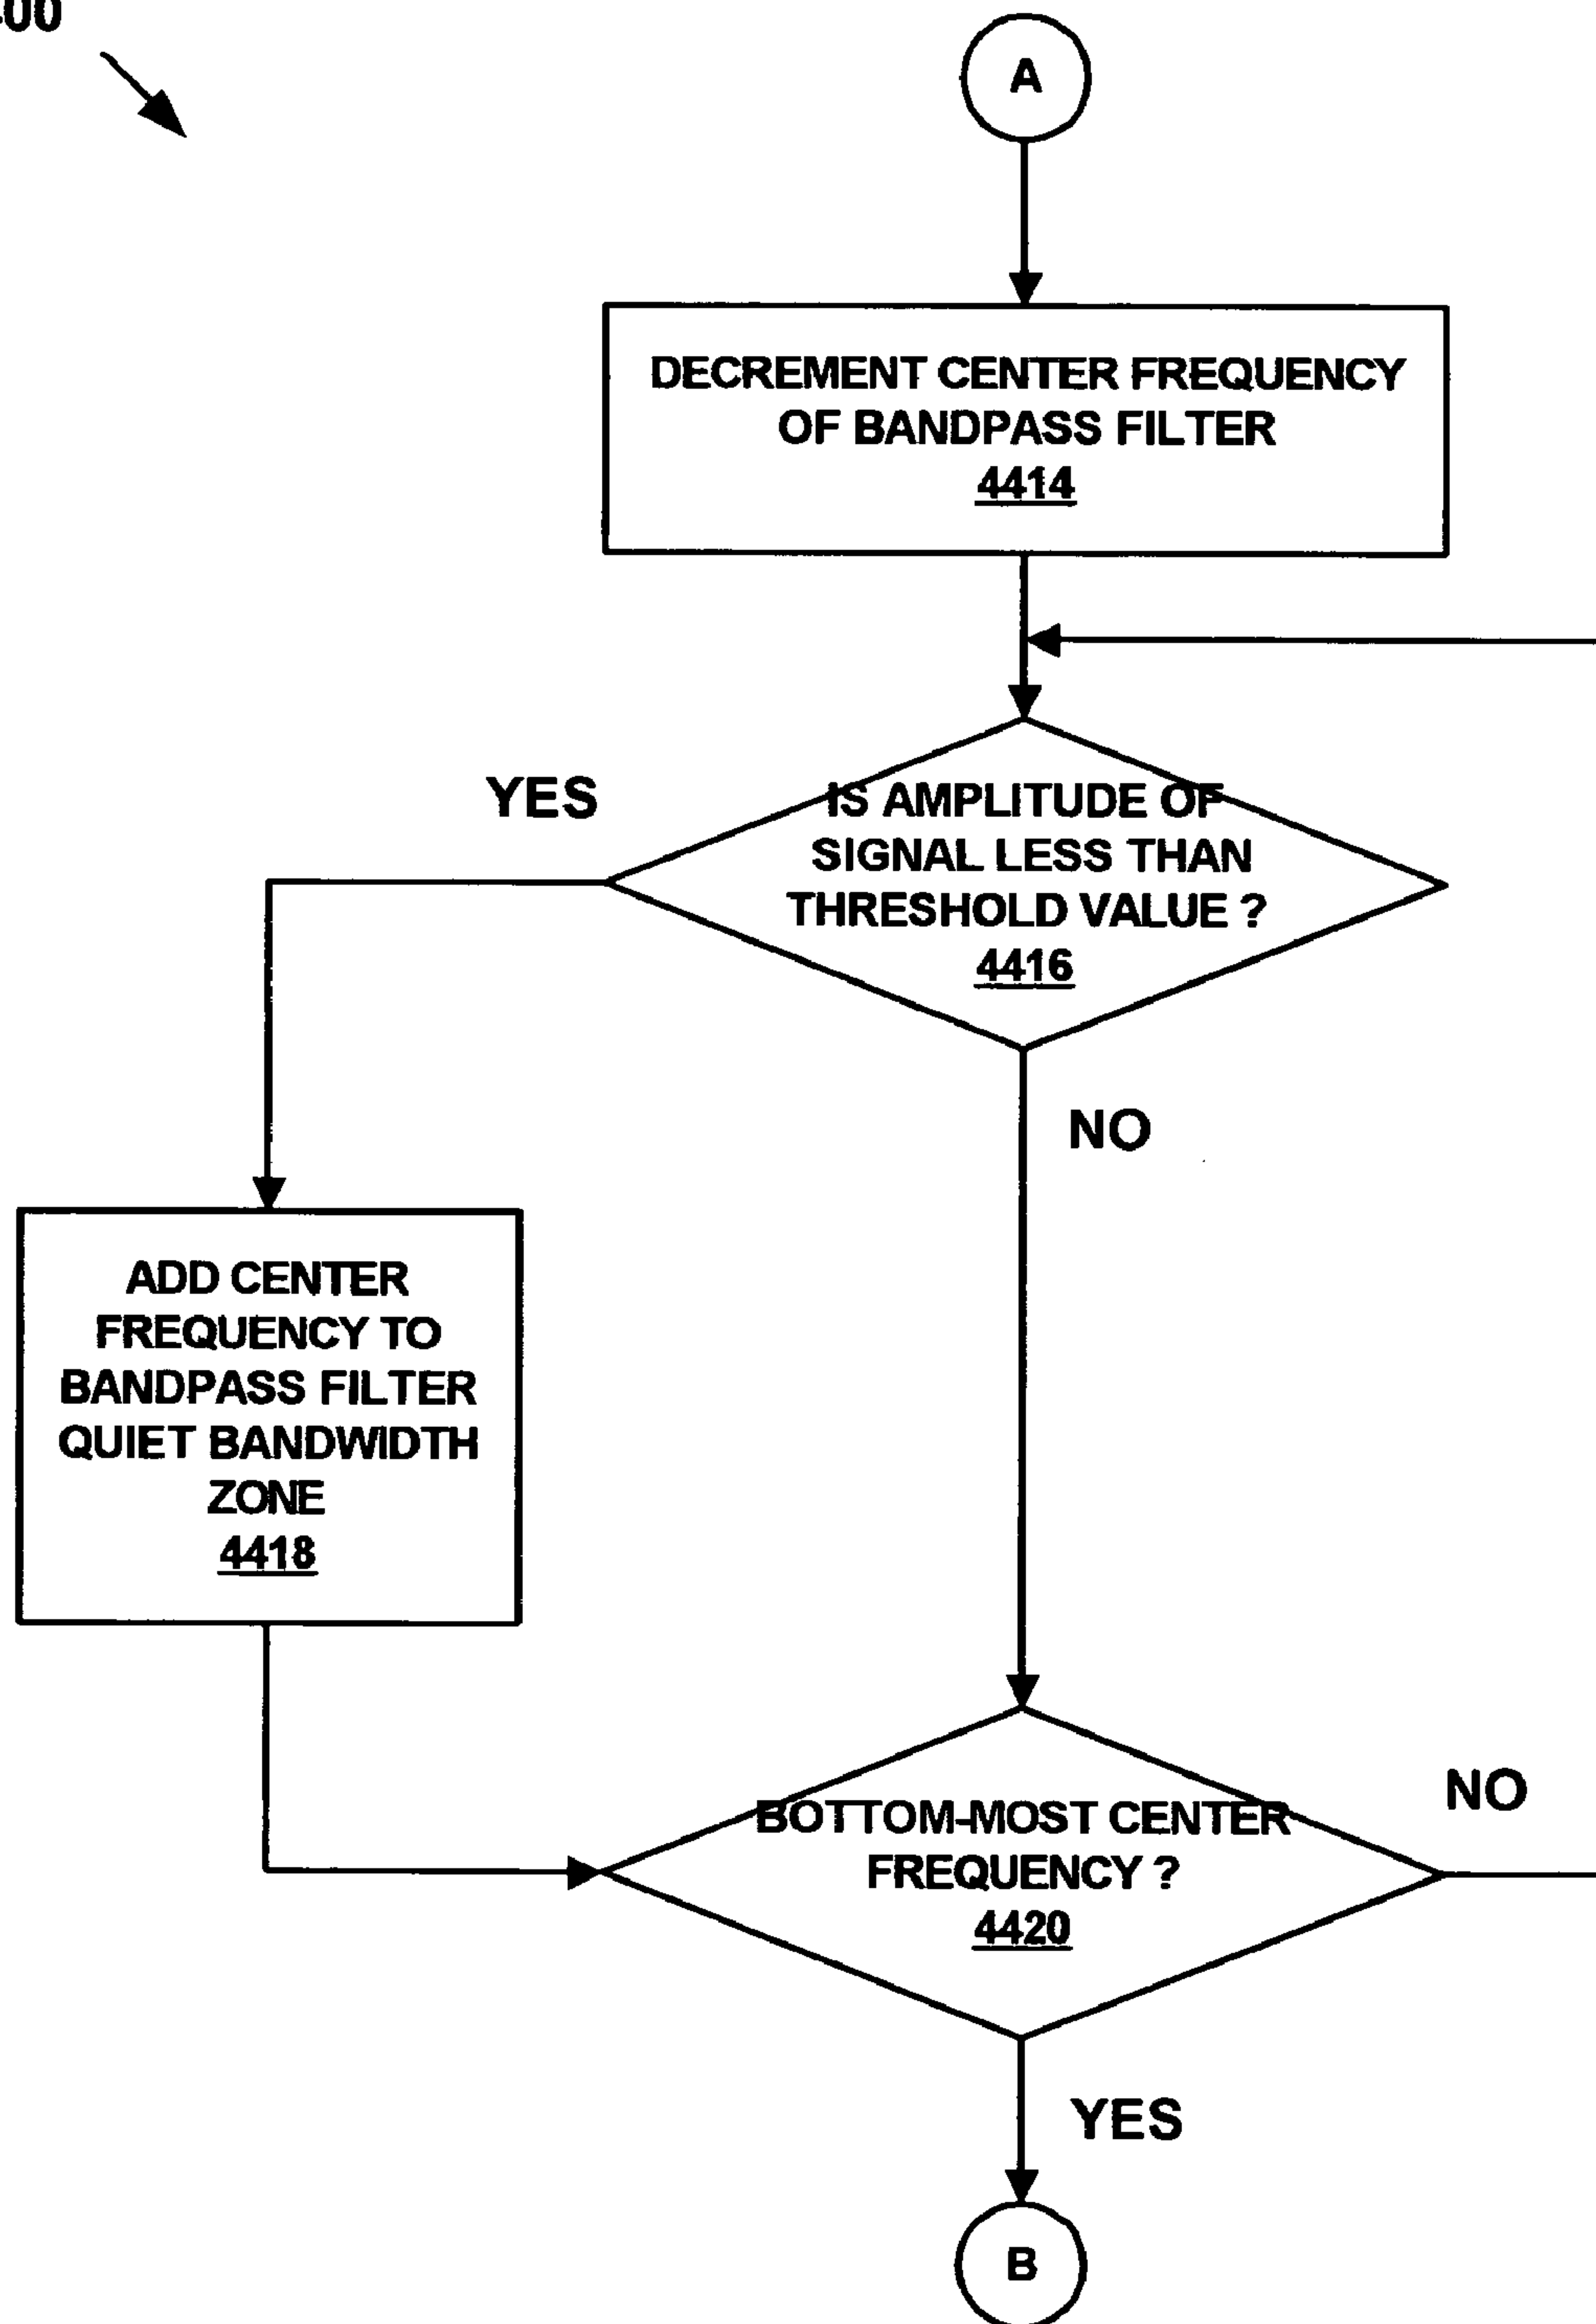 00
A
DECREMENT CENTER FREQUENCY
OF BANDPASS FILTER
4414
YES
IS AMPLITUDE OF
SIGNAL LESS THAN
THRESHOLD VALUE ?
4416
NO
ADD CENTER
FREQUENCY TO
BANDPASS FILTER
QUIET BANDWIDTH
ZONE
4418
NO
BOTTOM-MOST CENTER
FREQUENCY ?
4420
YES
B